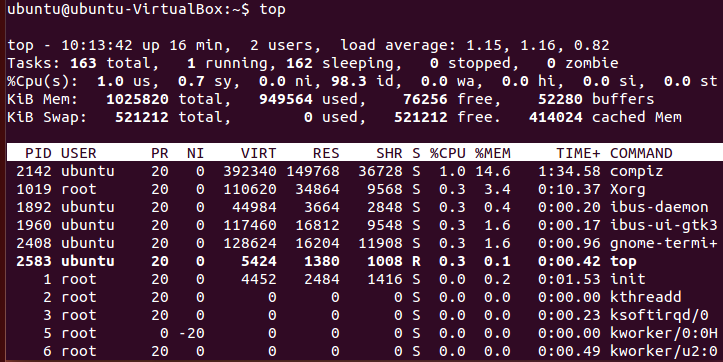 ubuntu@ubuntu-VirtualBox:~$ top
top - 10:13:42 up 16 min,  2 users,  load average: 1.15, 1.16, 0.82
Tasks: 163 total,   1 running, 162 sleeping,   0 stopped,   0 zombie
%Cpu(s):  1.0 us,  0.7 sy,  0.0 ni, 98.3 id,  0.0 wa,  0.0 hi,  0.0 si,  0.0 st
KiB Mem:   1025820 total,   949564 used,    76256 free,    52280 buffers
KiB Swap:   521212 total,        0 used,   521212 free.   414024 cached Mem
  PID USER      PR  NI    VIRT    RES    SHR S %CPU %MEM     TIME+ COMMAND
 2142 ubuntu    20   0  392340 149768  36728 S  1.0 14.6   1:34.58 compiz
 1019 root      20   0  110620  34864   9568 S  0.3  3.4   0:10.37 Xorg
 1892 ubuntu    20   0   44984   3664   2848 S  0.3  0.4   0:00.20 ibus-daemon
 1960 ubuntu    20   0  117460  16812   9548 S  0.3  1.6   0:00.17 ibus-ui-gtk3
 2408 ubuntu    20   0  128624  16204  11908 S  0.3  1.6   0:00.96 gnome-termi+
 2583 ubuntu    20   0    5424   1380   1008 R  0.3  0.1   0:00.42 top
    1 root      20   0    4452   2484   1416 S  0.0  0.2   0:01.53 init
    2 root      20   0       0      0      0 S  0.0  0.0   0:00.00 kthreadd
    3 root      20   0       0      0      0 S  0.0  0.0   0:00.23 ksoftirqd/0
    5 root       0 -20       0      0      0 S  0.0  0.0   0:00.00 kworker/0:0H
    6 root      20   0       0      0      0 S  0.0  0.0   0:00.49 kworker/u2:0